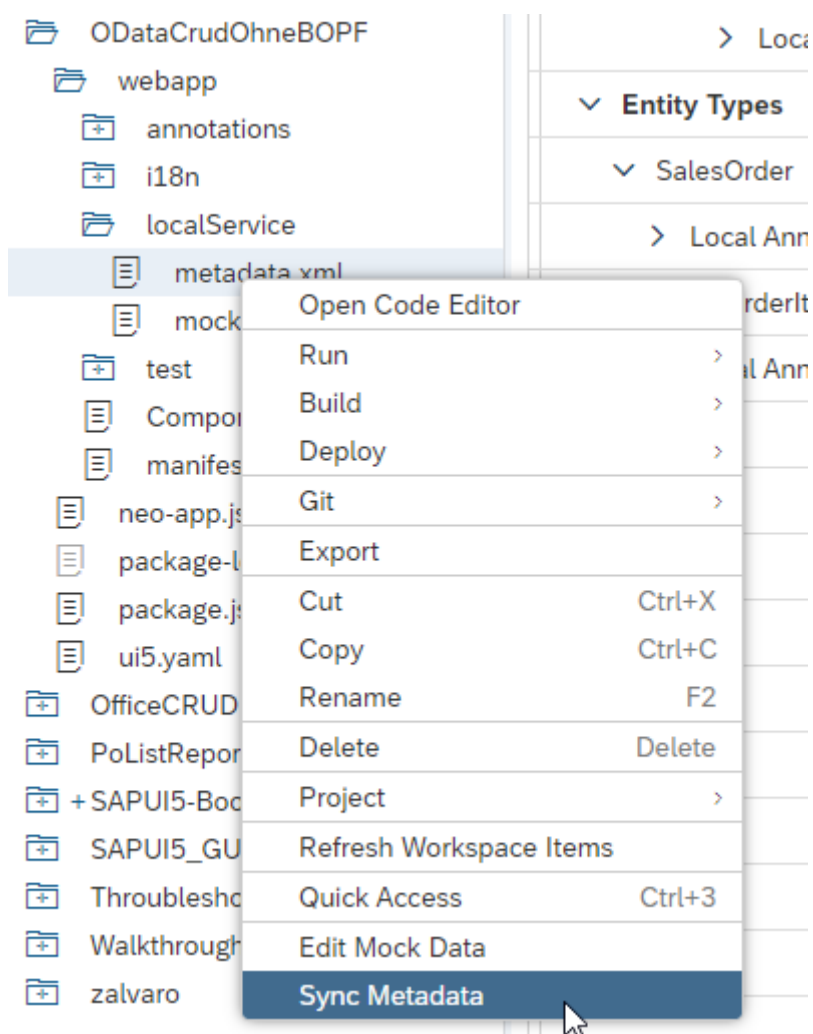 ODataCrudOhneBOPF
webapp
annotations
i18n
localService
metadata.xml
mock
test
Compo
manifes
neo-app.js
package-l
package.js
ui5.yaml
OfficeCRUD
PoListRepor
+ SAPUI5-Boo
SAPUI5_GU
Throublesho
Walkthrough
zalvaro
Open Code Editor
Run
Build
Deploy
Git
Export
Cut Ctrl+X
Copy Ctrl+C
Rename F2
Delete Delete
Project
Refresh Workspace Items
Quick Access Ctrl+3
Edit Mock Data
Sync Metadata
Loca
Entity Types
SalesOrder
Local Ann
rderIt
al Ann